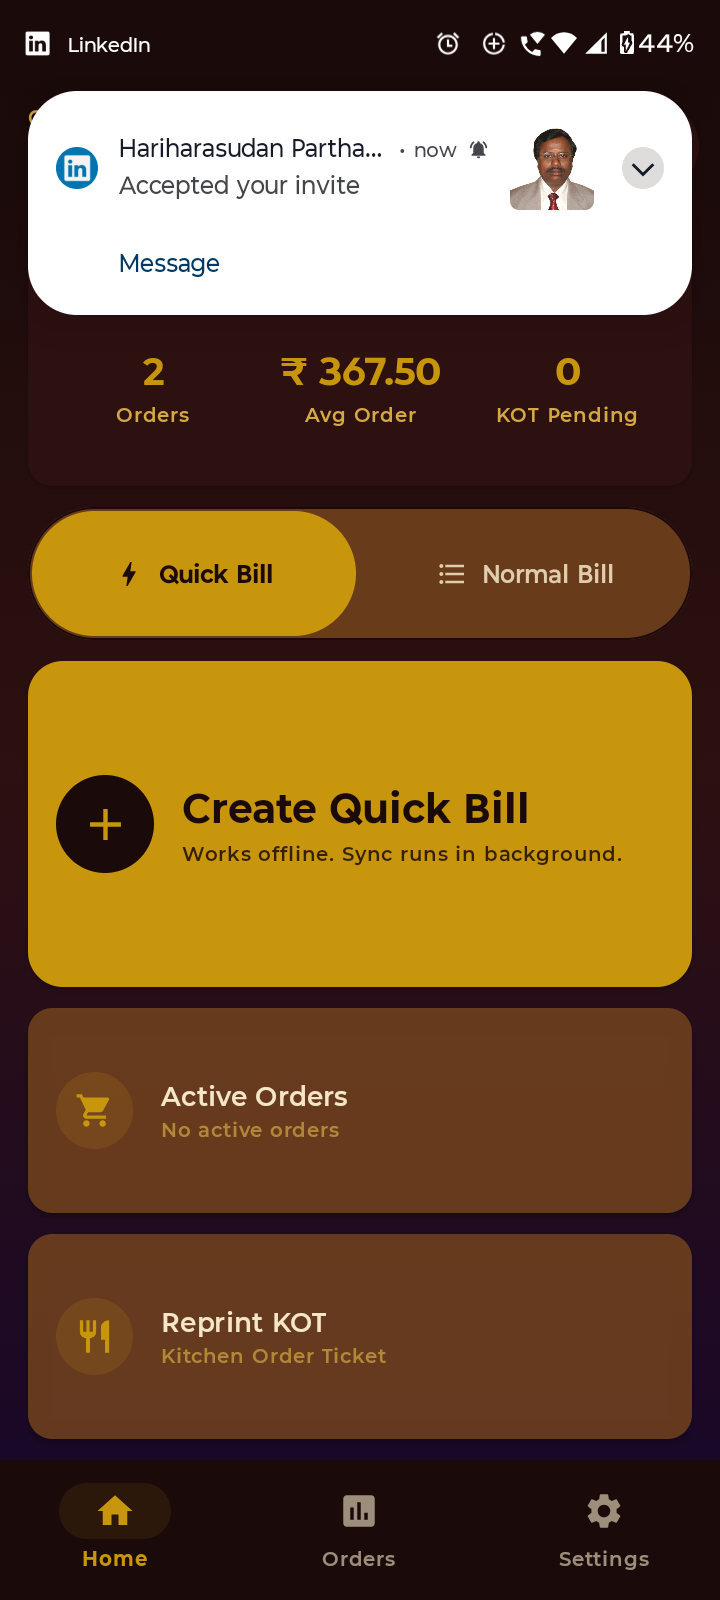 LinkedIn
44%
Hariharasudan Partha... • now
Accepted your invite
Message
2
₹ 367.50
0
Orders
Avg Order
KOT Pending
Quick Bill
Normal Bill
Create Quick Bill
Works offline. Sync runs in background.
Active Orders
No active orders
Reprint KOT
Kitchen Order Ticket
Home
Orders
Settings